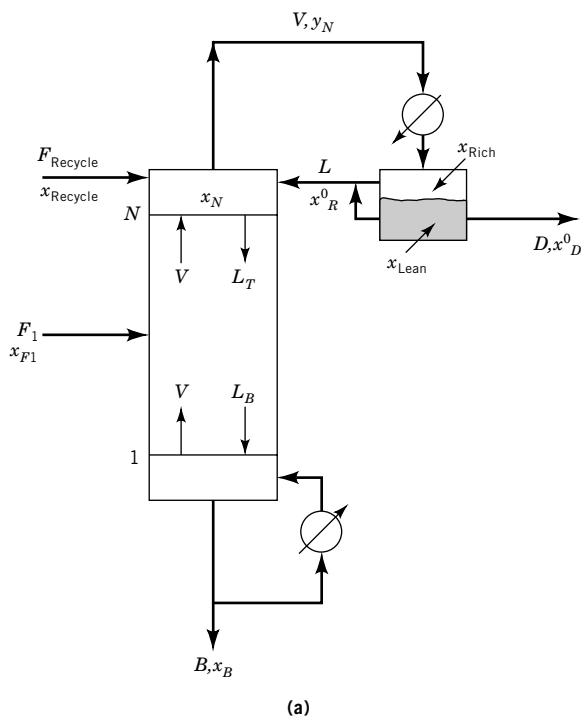 V, y_N
F_Recycle
x_Recycle
L
x_Rich
x_N
x^0_R
N
V
L_T
x_Lean
D, x^0_D
F_1
x_F1
V
L_B
1
B, x_B
(a)